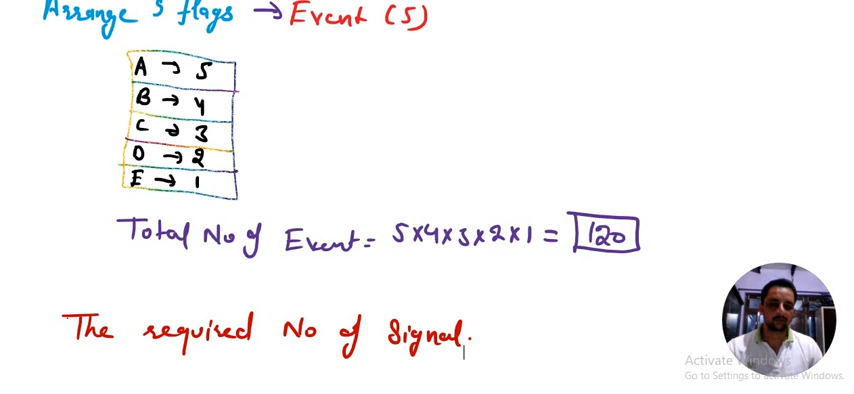 Arrange 5 flags → Event (5)
A → 5
B → 4
C → 3
D → 2
E → 1
Total No of Event = 5×4×3×2×1 = 120
The required No of Signal.
Activate Windows
Go to Settings to activate Windows.